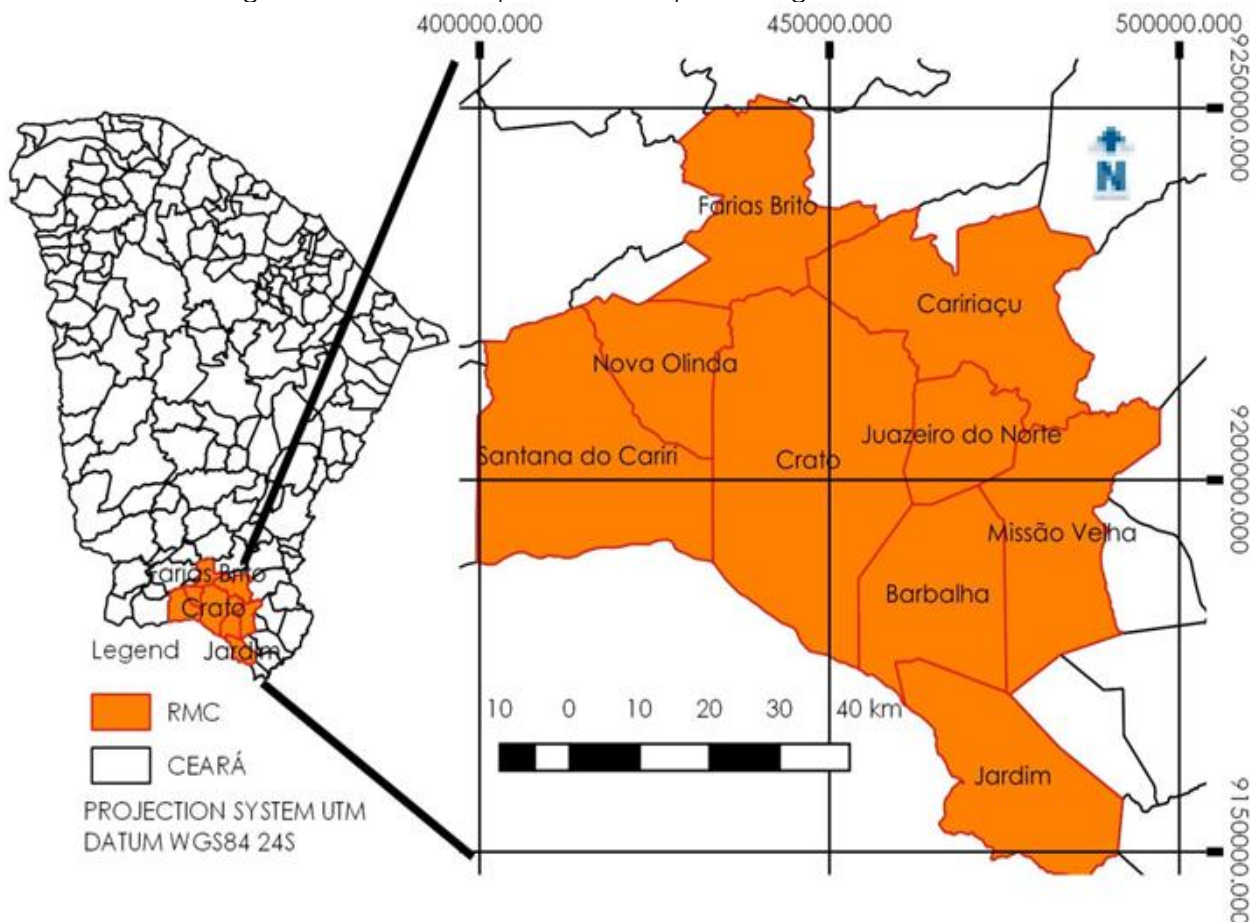 400000.000 450000.000 500000.000
9250000.000
N
Farias Brito
Caririaçu
Nova Olinda
Juazeiro do Norte
Santana do Cariri
Crato
9200000.000
Missão Velha
Barbalha
Farias Brito
Crato
Jardim
Legend
RMC
CEARÁ
PROJECTION SYSTEM UTM
DATUM WGS84 24S
10 0 10 20 30 40 km
Jardim
9150000.000